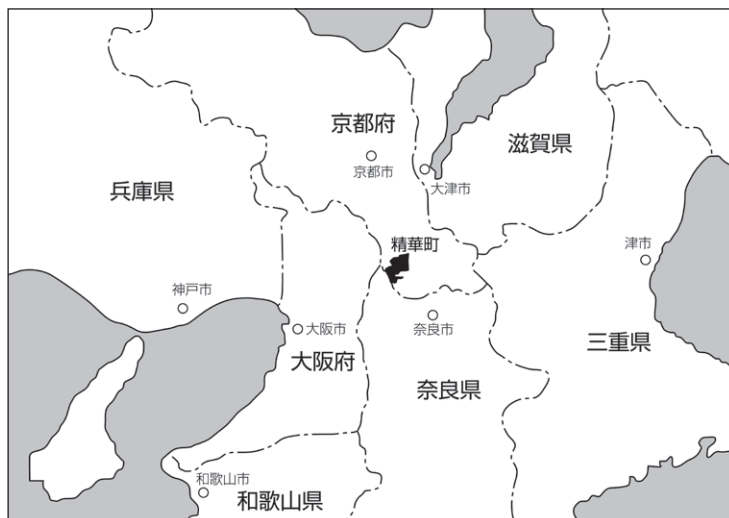 京都府
京都市
滋賀県
大津市
兵庫県
精華町
津市
神戸市
大阪市
奈良市
三重県
大阪府
奈良県
和歌山市
和歌山県